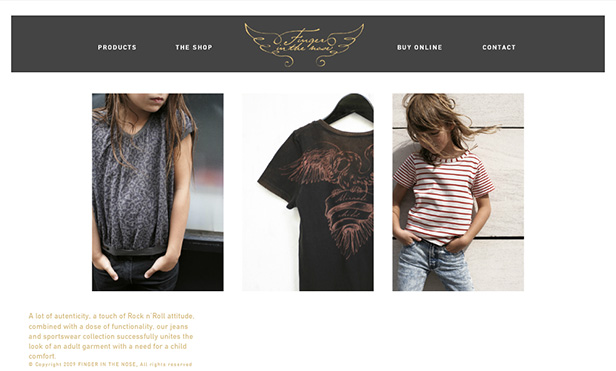 PRODUCTS
THE SHOP
Finger
in the nose
BUY ONLINE
CONTACT
A lot of autenticity, a touch of Rock n'Roll attitude,
combined with a dose of functionality, our jeans
and sportswear collection successfully unites the
look of an adult garment with a need for a child
comfort.
© Copyright 2009 FINGER IN THE NOSE, All rights reserved